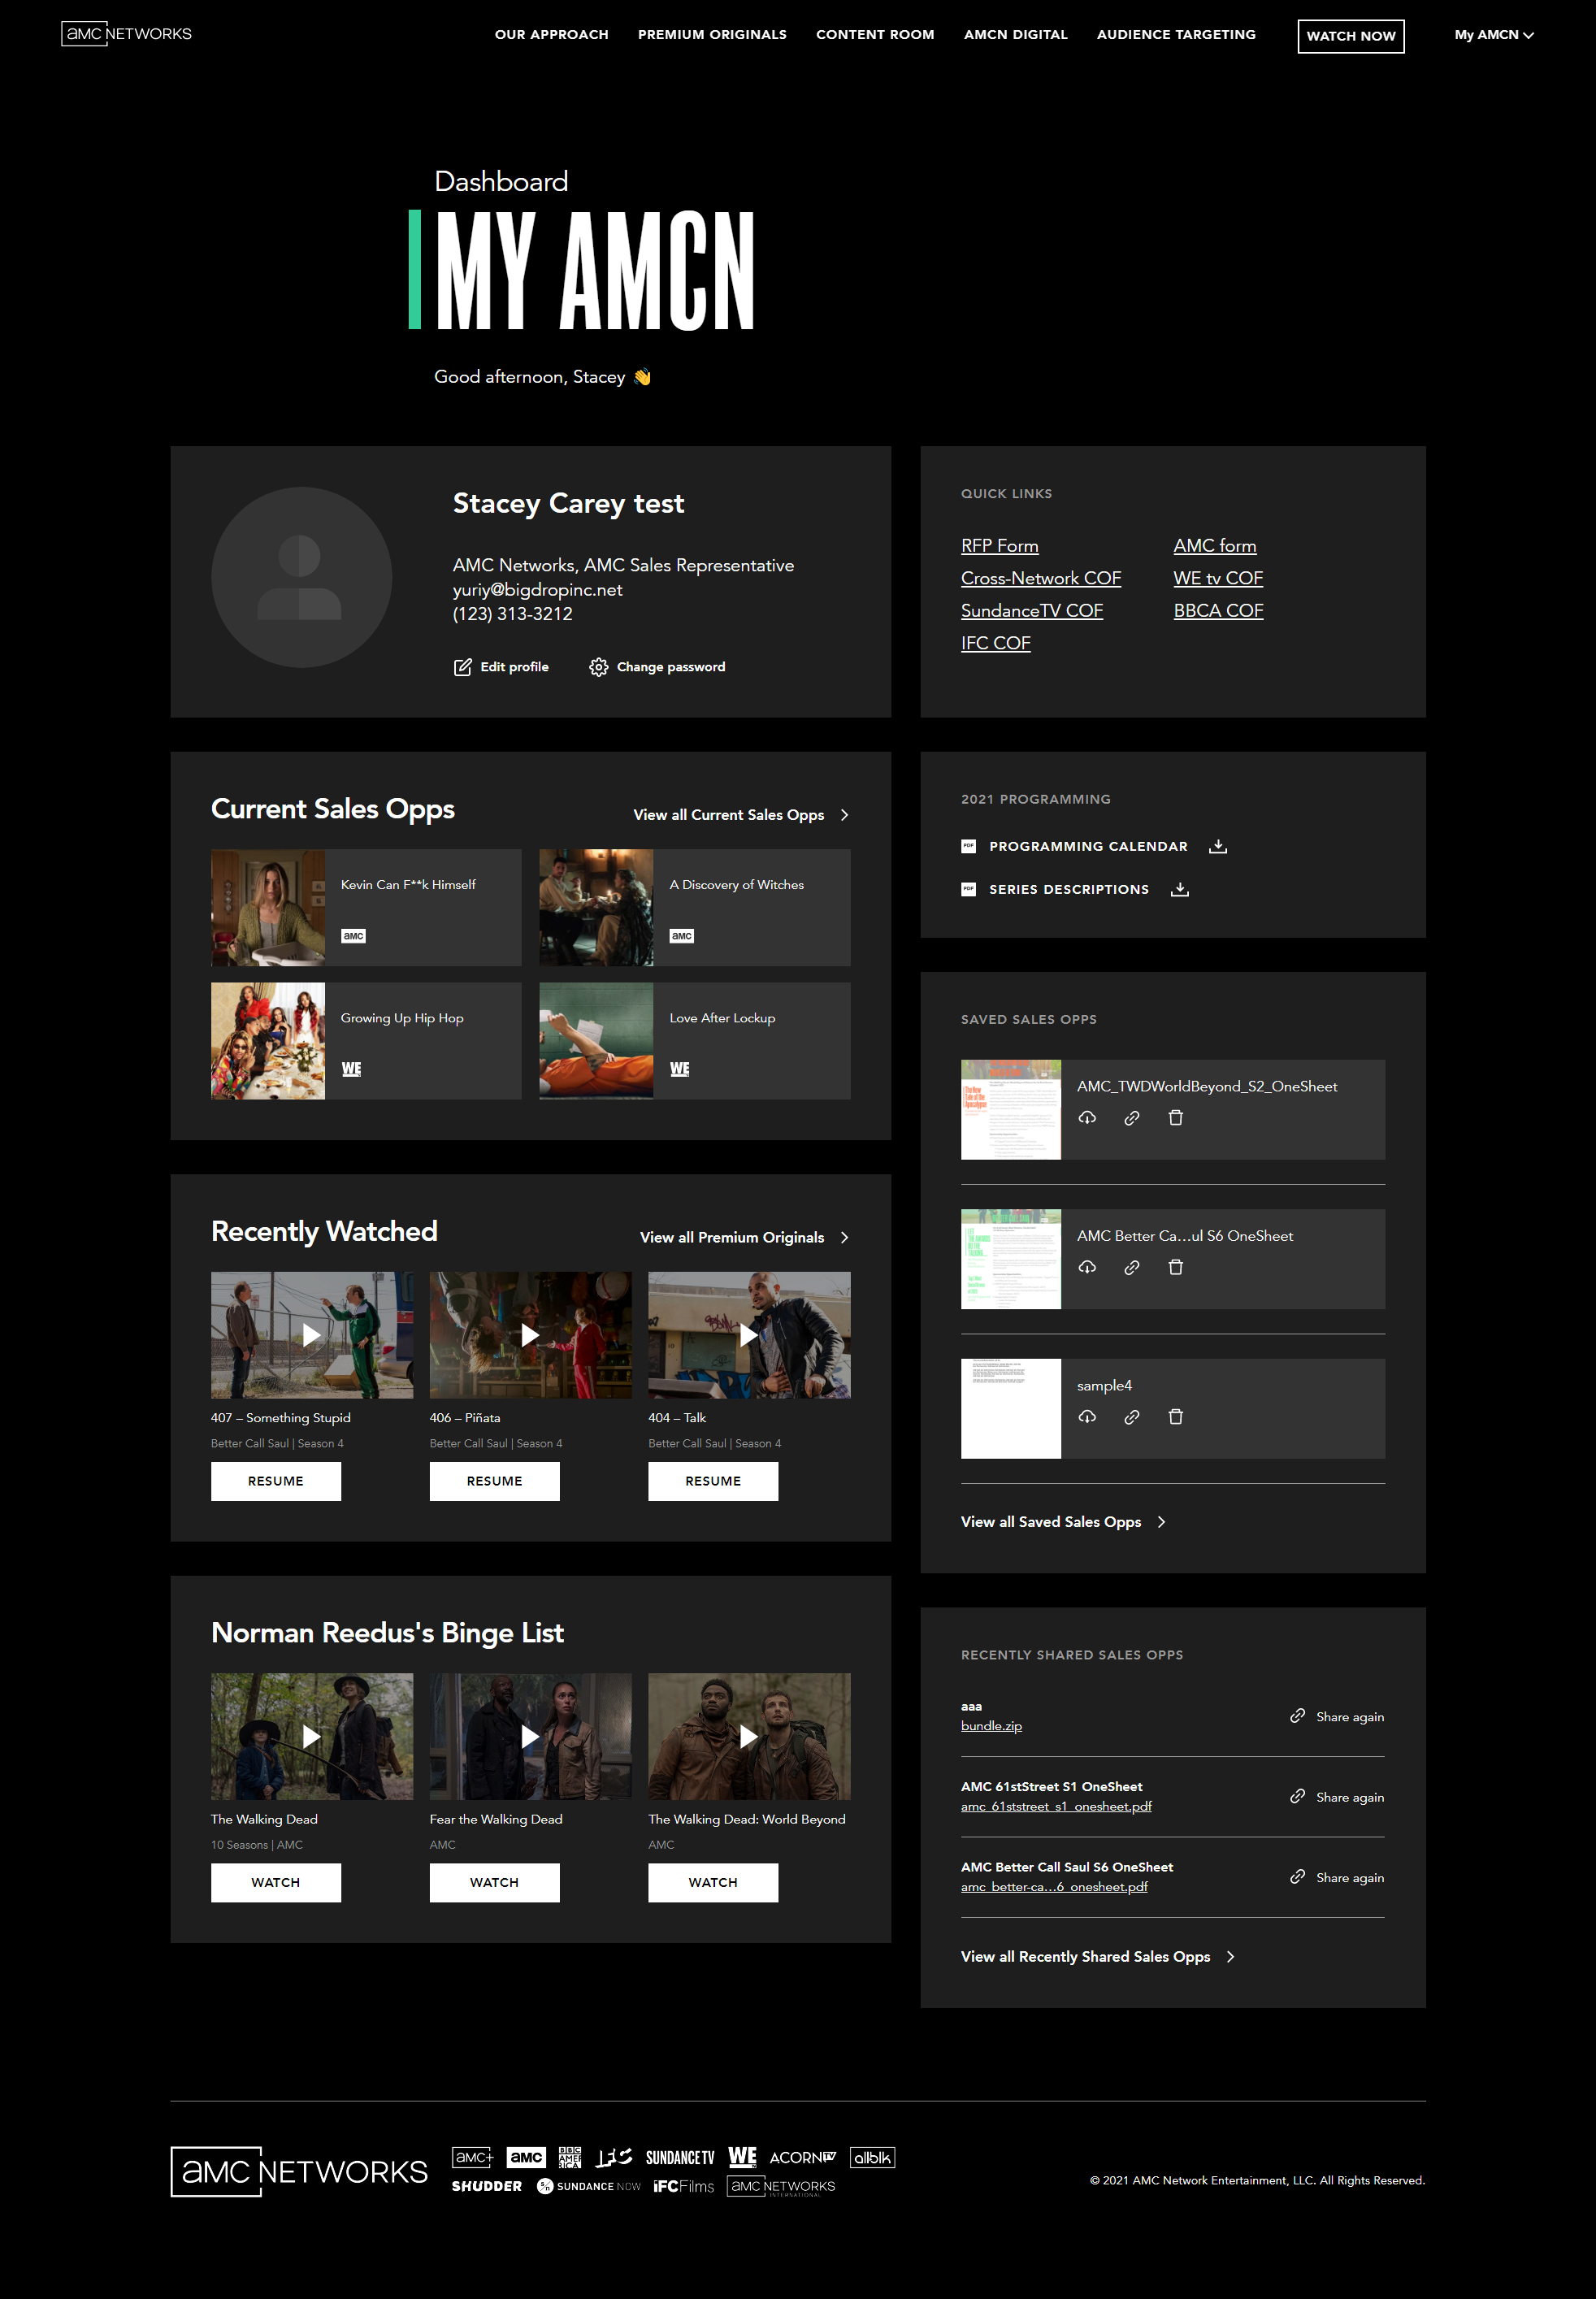 aMC NETWORKS
OUR APPROACH PREMIUM ORIGINALS CONTENT ROOM AMCN DIGITAL AUDIENCE TARGETING WATCH NOW My AMCN
Dashboard
MY AMCN
Good afternoon, Stacey 👋
Stacey Carey test
AMC Networks, AMC Sales Representative
yuriy@bigdropinc.net
(123) 313-3212
Edit profile Change password
QUICK LINKS
RFP Form AMC form
Cross-Network COF WE tv COF
SundanceTV COF BBCA COF
IFC COF
Current Sales Opps
View all Current Sales Opps
Kevin Can F**k Himself
aMC
A Discovery of Witches
aMC
Growing Up Hip Hop
WE
Love After Lockup
WE
2021 PROGRAMMING
PDF PROGRAMMING CALENDAR
PDF SERIES DESCRIPTIONS
SAVED SALES OPPS
The New
Tale of the
Apocalypse
AMC_TWDWorldBeyond_S2_OneSheet
AMC Better Ca...ul S6 OneSheet
sample4
View all Saved Sales Opps
Recently Watched
View all Premium Originals
407 – Something Stupid
Better Call Saul | Season 4
RESUME
406 – Piñata
Better Call Saul | Season 4
RESUME
404 – Talk
Better Call Saul | Season 4
RESUME
Norman Reedus's Binge List
The Walking Dead
10 Seasons | AMC
WATCH
Fear the Walking Dead
AMC
WATCH
The Walking Dead: World Beyond
AMC
WATCH
RECENTLY SHARED SALES OPPS
aaa
bundle.zip
Share again
AMC 61stStreet S1 OneSheet
amc_61ststreet_s1_onesheet.pdf
Share again
AMC Better Call Saul S6 OneSheet
amc_better-ca...6_onesheet.pdf
Share again
View all Recently Shared Sales Opps
aMC NETWORKS
aMC+ aMC BBC AMERICA IFC SUNDANCE TV WE tv ACORN TV allblk
SHUDDER S/n SUNDANCE NOW iFC Films aMC NETWORKS INTERNATIONAL
© 2021 AMC Network Entertainment, LLC. All Rights Reserved.